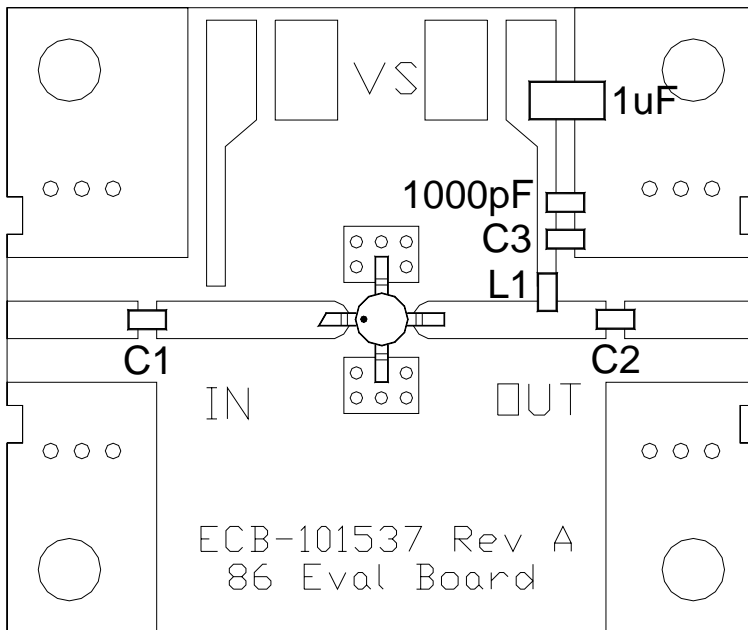 VS
1uF
1000pF
C3
L1
C1
C2
IN
OUT
ECB-101537 Rev A
86 Eval Board